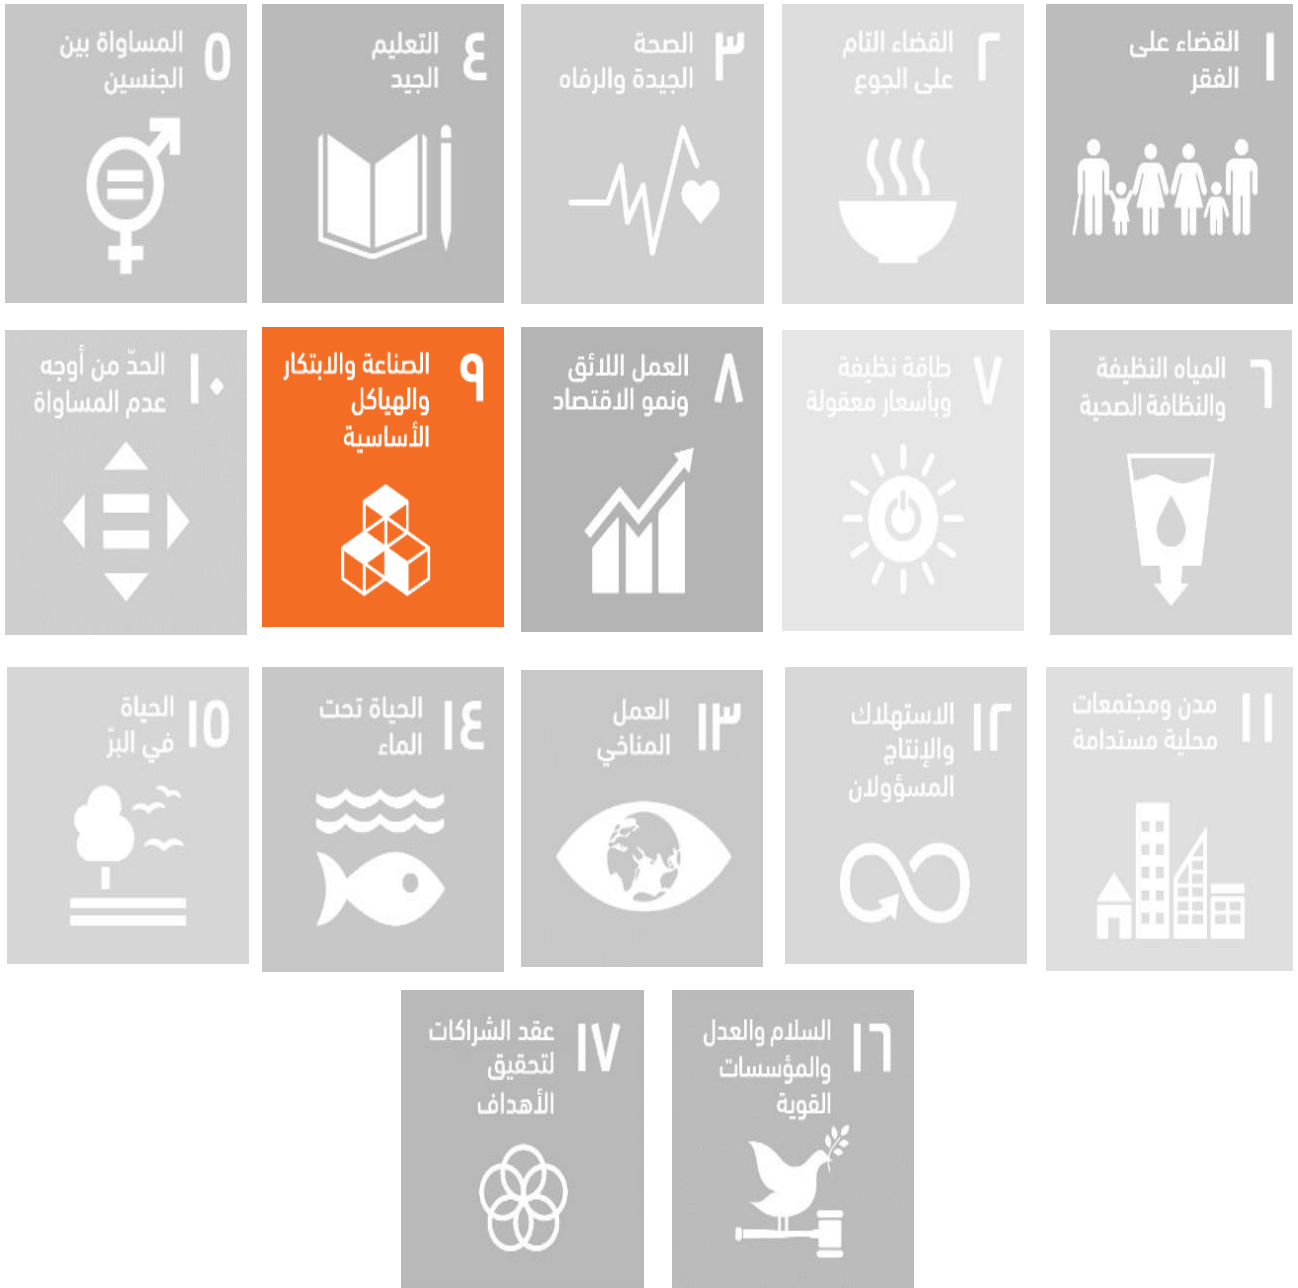 ١
القضاء على
الفقر
٢
القضاء التام
على الجوع
٣
الصحة
الجيدة والرفاه
٤
التعليم
الجيد
٥
المساواة بين
الجنسين
٦
المياه النظيفة
والنظافة الصحية
٧
طاقة نظيفة
وبأسعار معقولة
٨
العمل اللائق
ونمو الاقتصاد
٩
الصناعة والابتكار
والهياكل
الأساسية
١٠
الحدّ من أوجه
عدم المساواة
١١
مدن ومجتمعات
محلية مستدامة
١٢
الاستهلاك
والإنتاج
المسؤولان
١٣
العمل
المناخي
١٤
الحياة تحت
الماء
١٥
الحياة
في البرّ
١٦
السلام والعدل
والمؤسسات
القوية
١٧
عقد الشراكات
لتحقيق
الأهداف